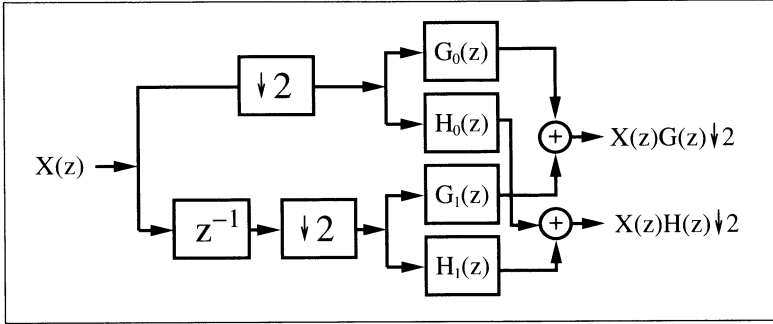 G₀(z)
↓2
X(z)G(z)↓2
H₀(z)
+
X(z)
G₁(z)
z⁻¹
↓2
+
X(z)H(z)↓2
H₁(z)